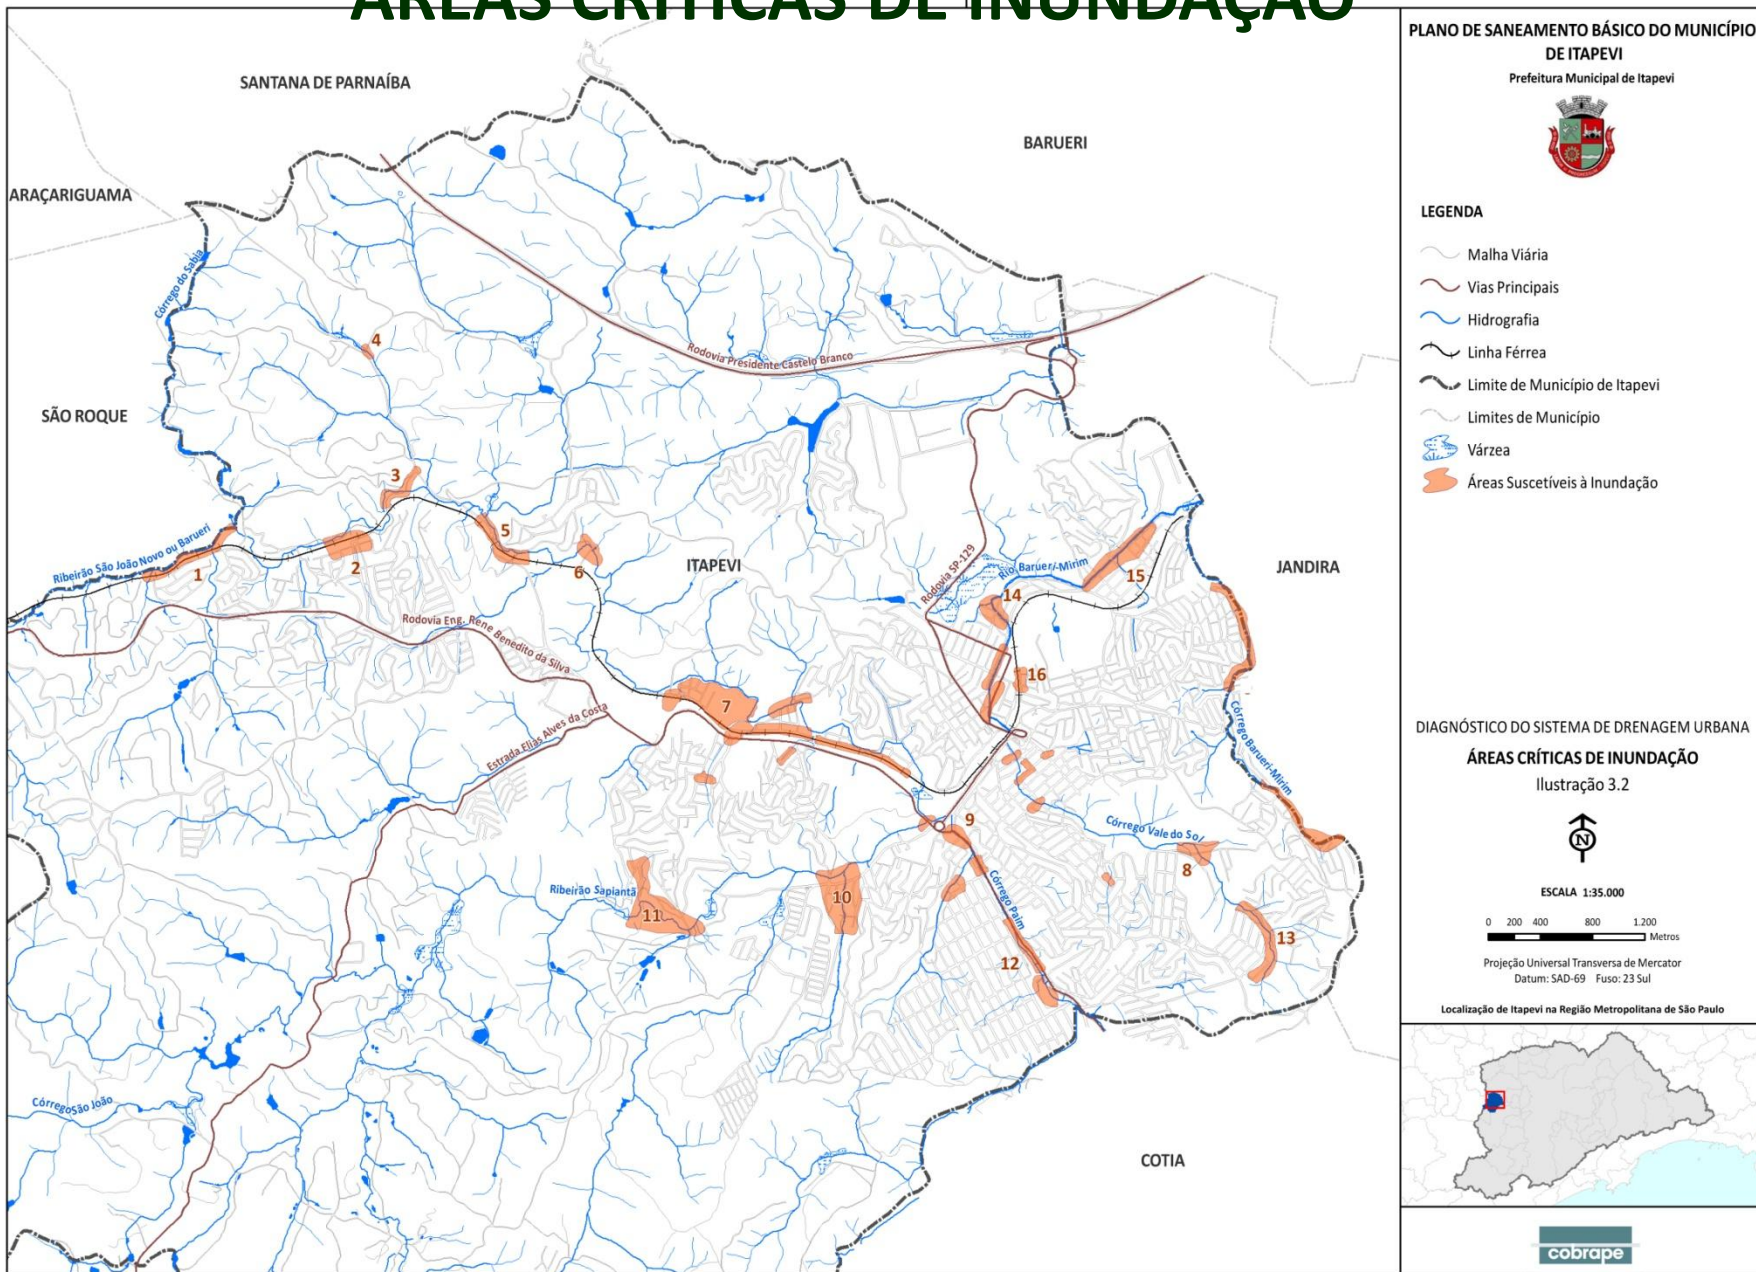 ÁREAS CRÍTICAS DE INUNDAÇÃO
SANTANA DE PARNAÍBA
BARUERI
ARAÇARIGUAMA
Córrego do Sabiá
4
Rodovia Presidente Castelo Branco
SÃO ROQUE
3
5
Ribeirão São João Novo ou Barueri
1
2
6
ITAPEVI
Rodovia SP-129
Rio Barueri-Mirim
15
JANDIRA
14
Rodovia Eng. Rene Benedito da Silva
16
7
Estrada Elias Alves da Costa
Córrego Barueri-Mirim
9
Córrego Vale do Sol
8
Ribeirão Sapiantã
11
10
Córrego Paim
13
12
Córrego São João
COTIA
PLANO DE SANEAMENTO BÁSICO DO MUNICÍPIO
DE ITAPEVI
Prefeitura Municipal de Itapevi
LEGENDA
Malha Viária
Vias Principais
Hidrografia
Linha Férrea
Limite de Município de Itapevi
Limites de Município
Várzea
Áreas Suscetíveis à Inundação
DIAGNÓSTICO DO SISTEMA DE DRENAGEM URBANA
ÁREAS CRÍTICAS DE INUNDAÇÃO
Ilustração 3.2
N
ESCALA 1:35.000
0 200 400 800 1.200
Metros
Projeção Universal Transversa de Mercator
Datum: SAD-69 Fuso: 23 Sul
Localização de Itapevi na Região Metropolitana de São Paulo
cobrape